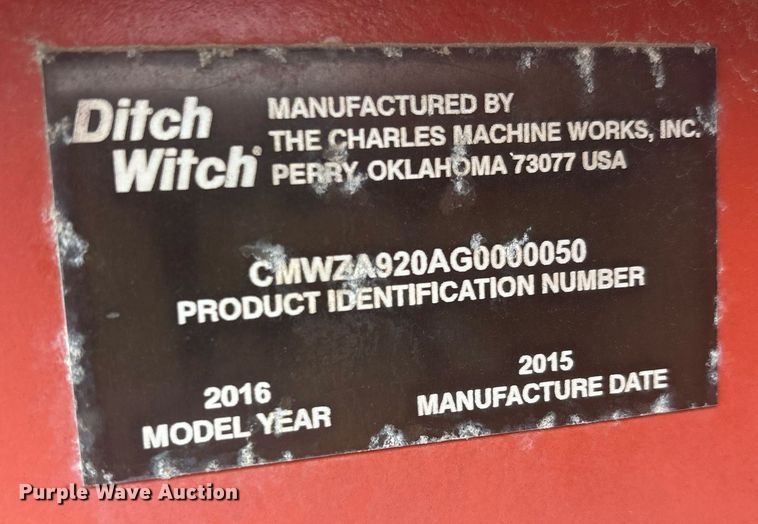 Ditch Witch®
MANUFACTURED BY
THE CHARLES MACHINE WORKS, INC.
PERRY, OKLAHOMA 73077 USA
CMWZA920AG0000050
PRODUCT IDENTIFICATION NUMBER
2016
MODEL YEAR
2015
MANUFACTURE DATE
Purple Wave Auction